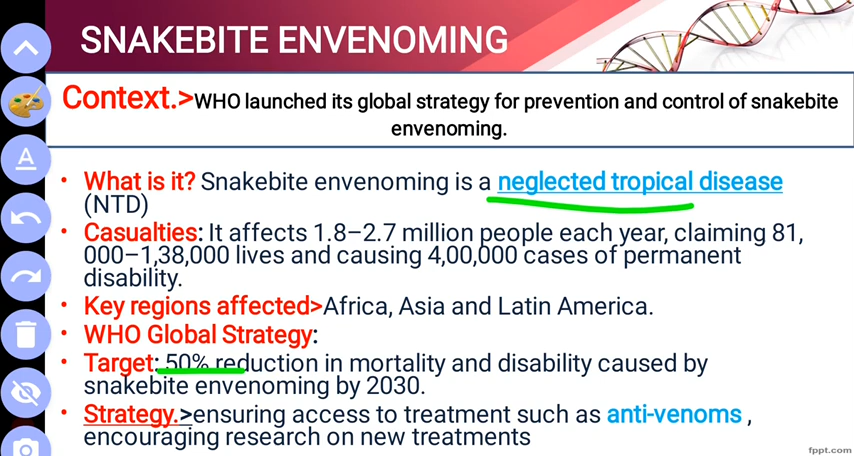 SNAKEBITE ENVENOMING
Context.>WHO launched its global strategy for prevention and control of snakebite
envenoming.
• What is it? Snakebite envenoming is a neglected tropical disease
(NTD)
• Casualties: It affects 1.8–2.7 million people each year, claiming 81,
000–1,38,000 lives and causing 4,00,000 cases of permanent
disability.
• Key regions affected>Africa, Asia and Latin America.
• WHO Global Strategy:
• Target: 50% reduction in mortality and disability caused by
snakebite envenoming by 2030.
• Strategy.>ensuring access to treatment such as anti-venoms ,
encouraging research on new treatments
A
fppt.com